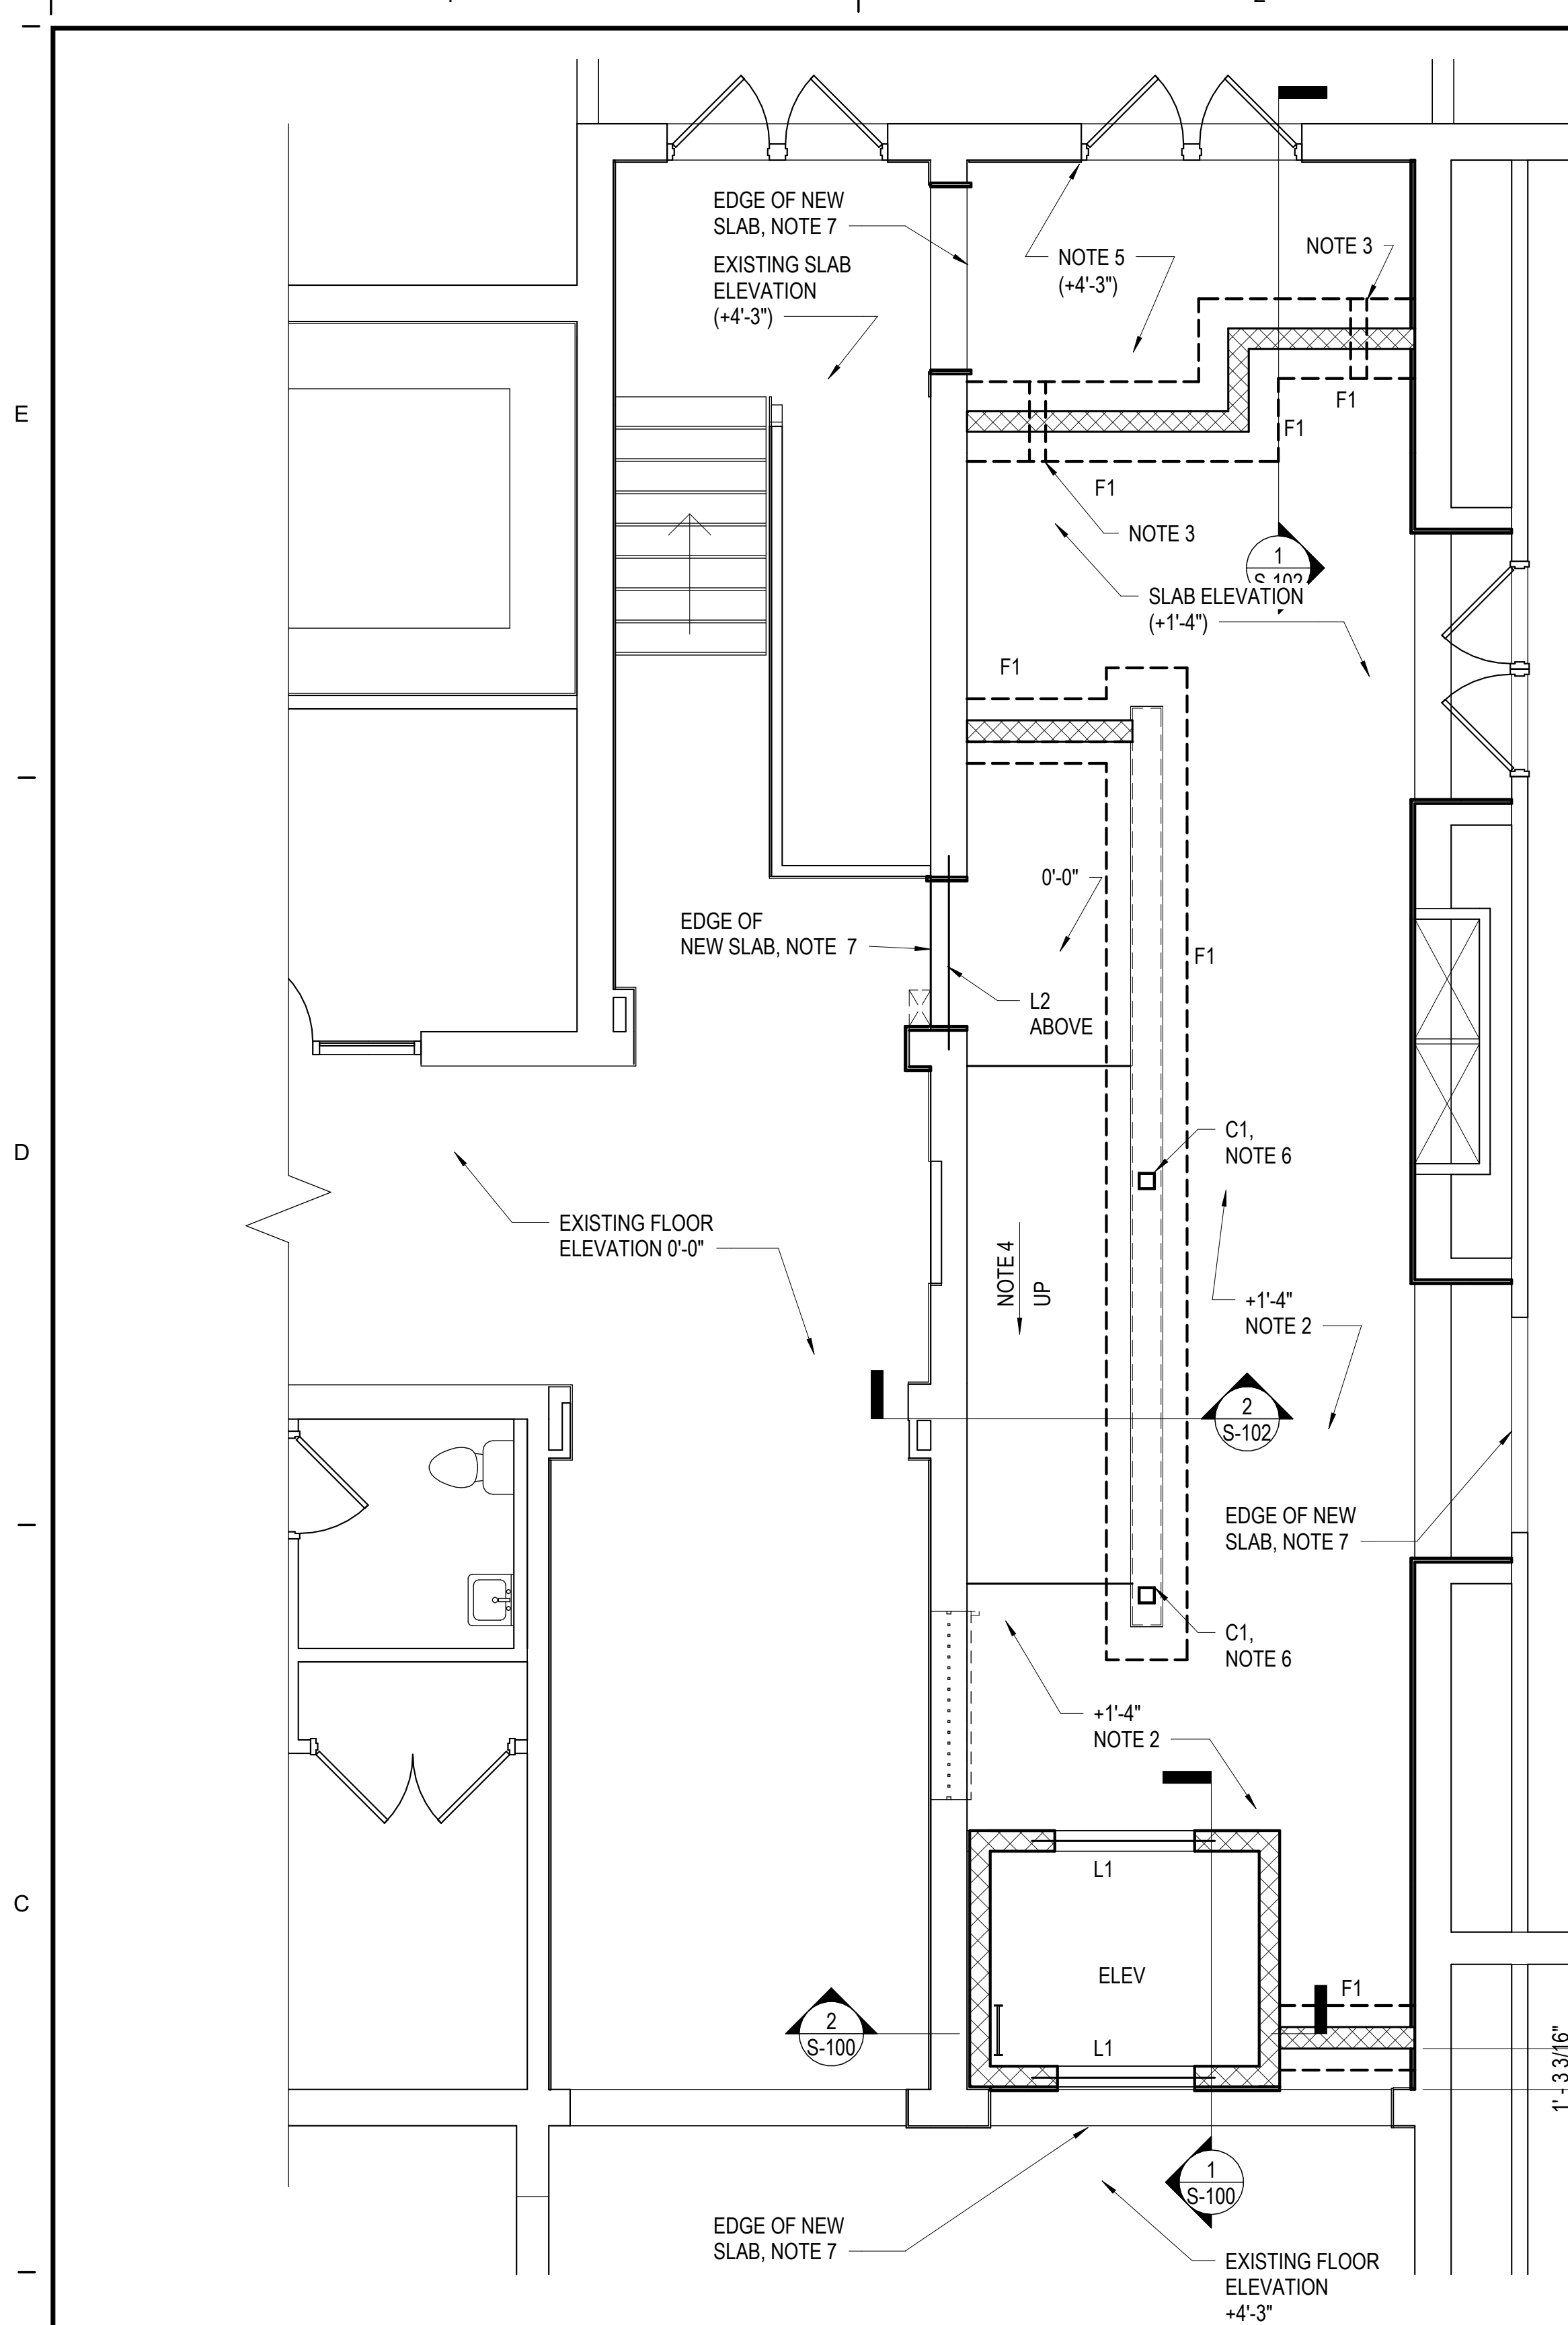 EDGE OF NEW
SLAB, NOTE 7
EXISTING SLAB
ELEVATION
(+4'-3")
NOTE 5
(+4'-3")
NOTE 3
E
F1
F1
F1
NOTE 3
1
S-102
SLAB ELEVATION
(+1'-4")
F1
0'-0"
EDGE OF
NEW SLAB, NOTE 7
F1
L2
ABOVE
D
C1,
NOTE 6
EXISTING FLOOR
ELEVATION 0'-0"
NOTE 4
UP
+1'-4"
NOTE 2
2
S-102
EDGE OF NEW
SLAB, NOTE 7
C1,
NOTE 6
+1'-4"
NOTE 2
L1
C
ELEV
F1
2
S-100
L1
1' - 3 3/16"
1
S-100
EDGE OF NEW
SLAB, NOTE 7
EXISTING FLOOR
ELEVATION
+4'-3"